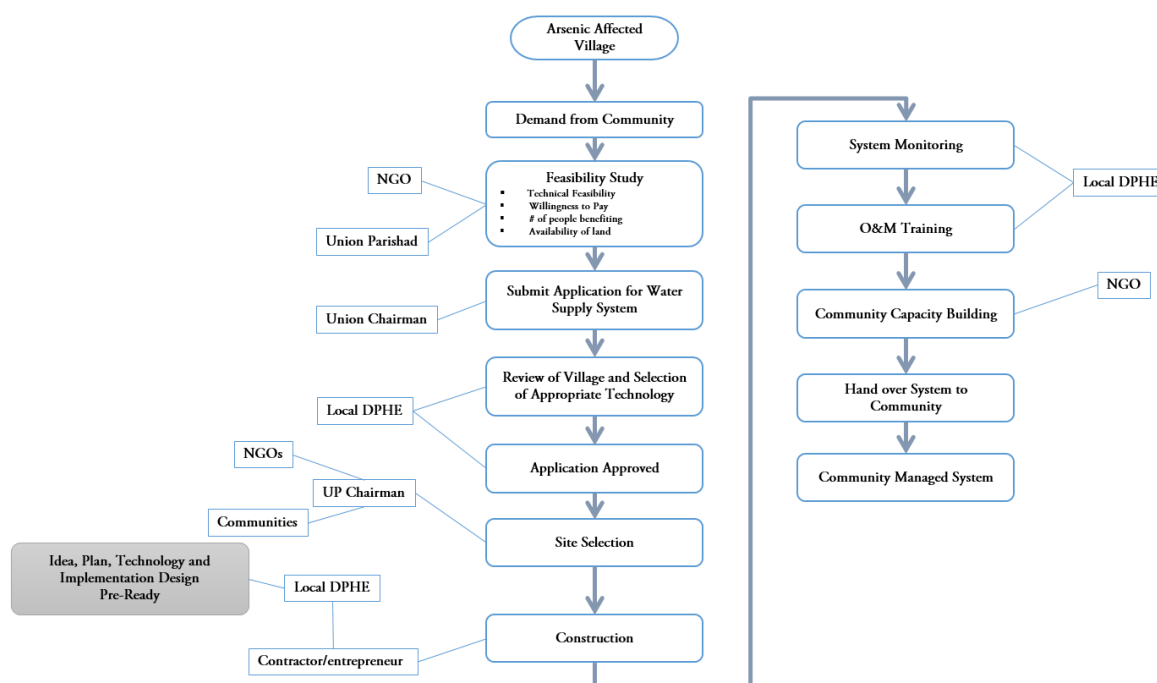 Arsenic Affected
Village
Demand from Community
NGO
Union Parishad
Feasibility Study
▪ Technical Feasibility
▪ Willingness to Pay
▪ # of people benefiting
▪ Availability of land
Union Chairman
Submit Application for Water
Supply System
Review of Village and Selection
of Appropriate Technology
Local DPHE
Application Approved
NGOs
UP Chairman
Communities
Site Selection
Idea, Plan, Technology and
Implementation Design
Pre-Ready
Local DPHE
Contractor/entrepreneur
Construction
System Monitoring
Local DPHE
O&M Training
NGO
Community Capacity Building
Hand over System to
Community
Community Managed System